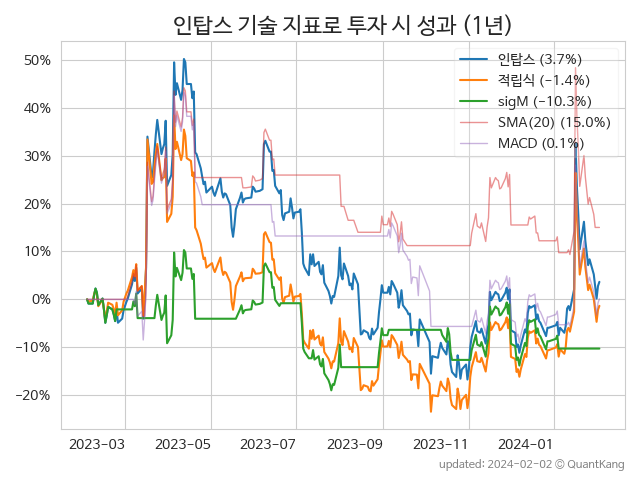 인탑스 기술 지표로 투자 시 성과 (1년)
인탑스 (3.7%)
적립식 (−1.4%)
sigM (−10.3%)
SMA(20) (15.0%)
MACD (0.1%)
50%
40%
30%
20%
10%
0%
−10%
−20%
2023-03 2023-05 2023-07 2023-09 2023-11 2024-01
updated: 2024-02-02 © QuantKang